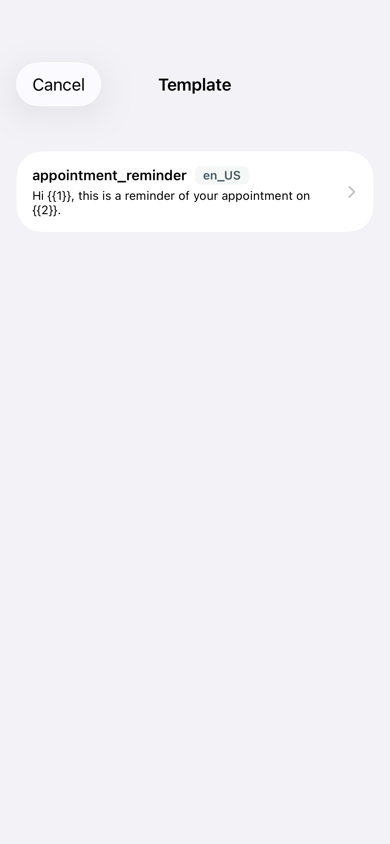 Cancel
Template
appointment_reminder en_US
Hi {{1}}, this is a reminder of your appointment on
{{2}}.